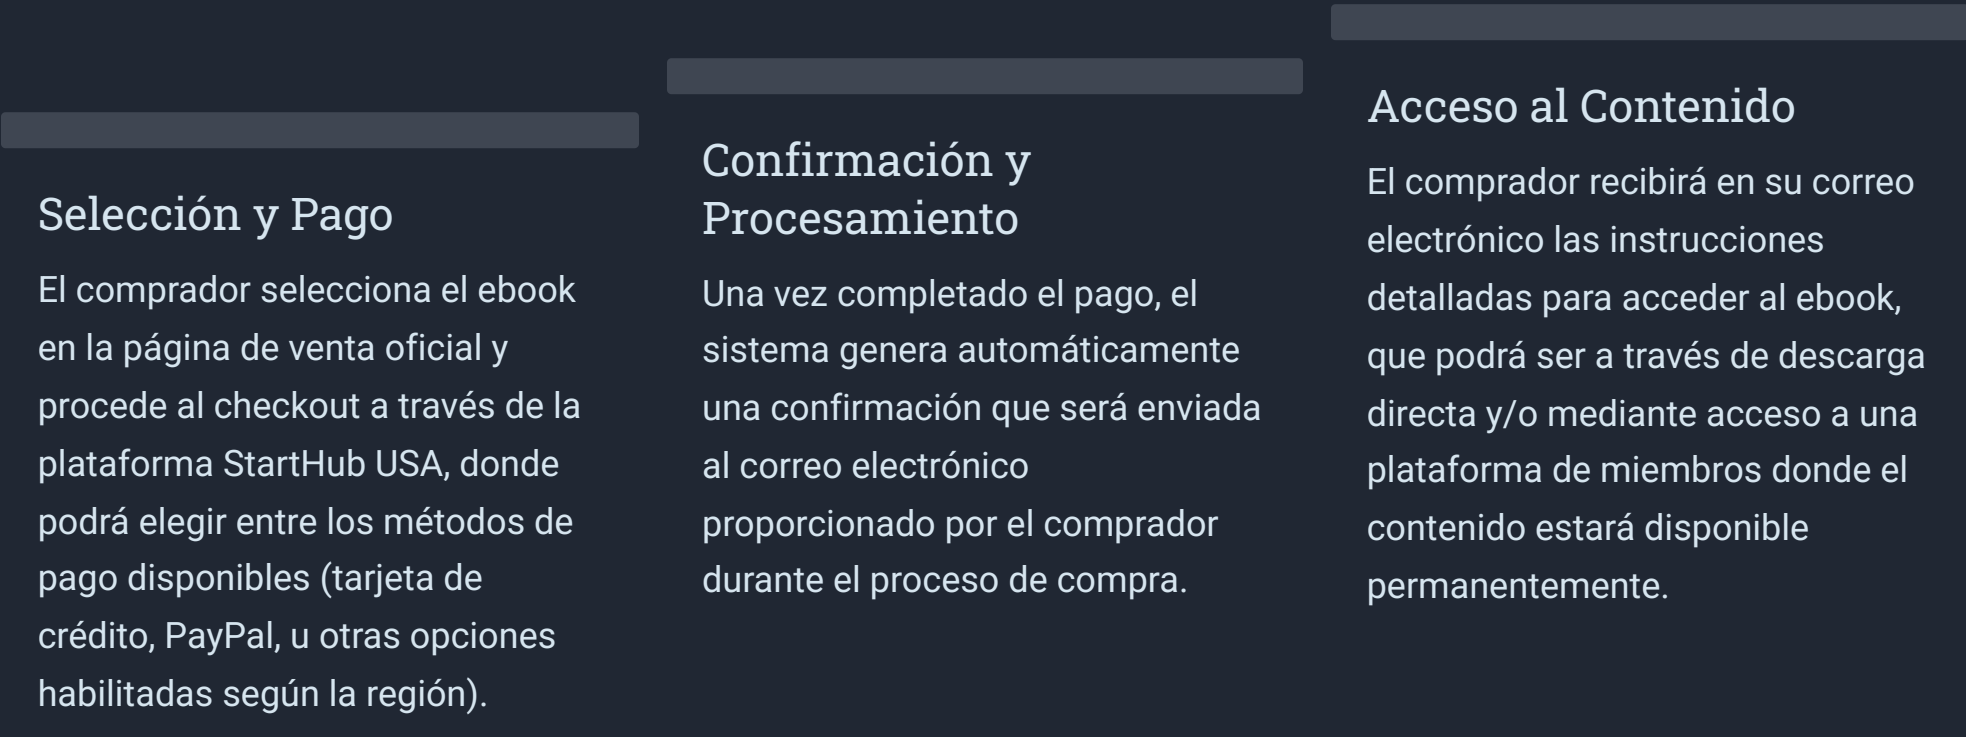 Selección y Pago
El comprador selecciona el ebook
en la página de venta oficial y
procede al checkout a través de la
plataforma StartHub USA, donde
podrá elegir entre los métodos de
pago disponibles (tarjeta de
crédito, PayPal, u otras opciones
habilitadas según la región).
Confirmación y
Procesamiento
Una vez completado el pago, el
sistema genera automáticamente
una confirmación que será enviada
al correo electrónico
proporcionado por el comprador
durante el proceso de compra.
Acceso al Contenido
El comprador recibirá en su correo
electrónico las instrucciones
detalladas para acceder al ebook,
que podrá ser a través de descarga
directa y/o mediante acceso a una
plataforma de miembros donde el
contenido estará disponible
permanentemente.